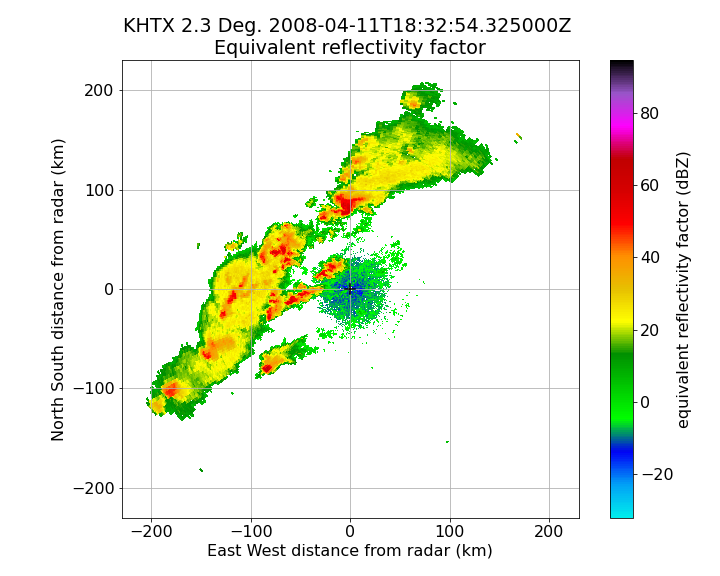 KHTX 2.3 Deg. 2008-04-11T18:32:54.325000Z
Equivalent reflectivity factor
200
100
0
−100
−200
North South distance from radar (km)
−200 −100 0 100 200
East West distance from radar (km)
80
60
40
20
0
−20
equivalent reflectivity factor (dBZ)